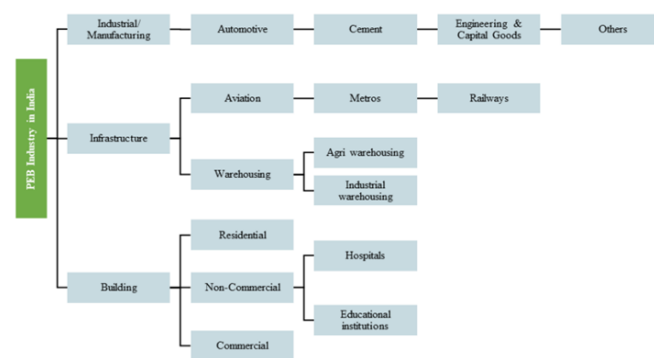 PEB Industry in India
Industrial/
Manufacturing
Automotive
Cement
Engineering &
Capital Goods
Others
Infrastructure
Aviation
Metros
Railways
Warehousing
Agri warehousing
Industrial
warehousing
Building
Residential
Non-Commercial
Hospitals
Educational
institutions
Commercial